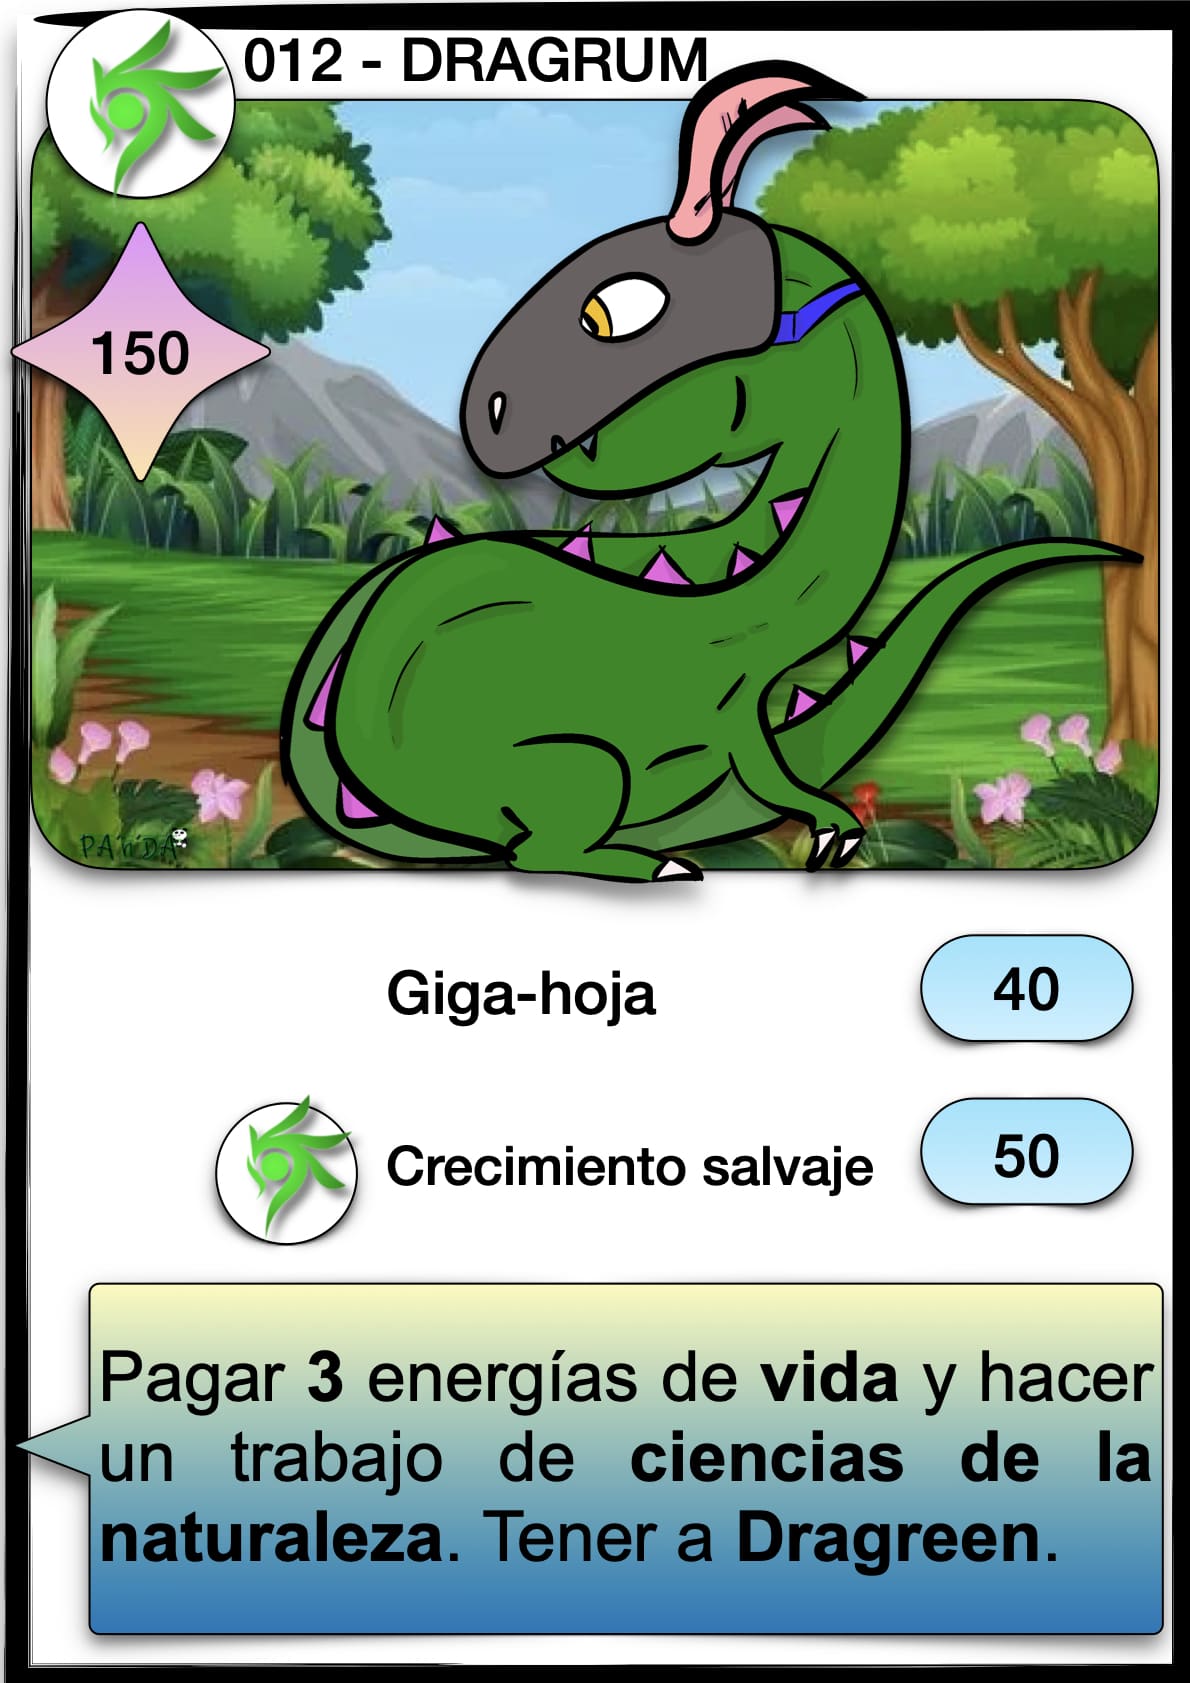 012 - DRAGRUM
150
PANDA
Giga-hoja
40
Crecimiento salvaje
50
Pagar 3 energías de vida y hacer
un trabajo de ciencias de la
naturaleza. Tener a Dragreen.